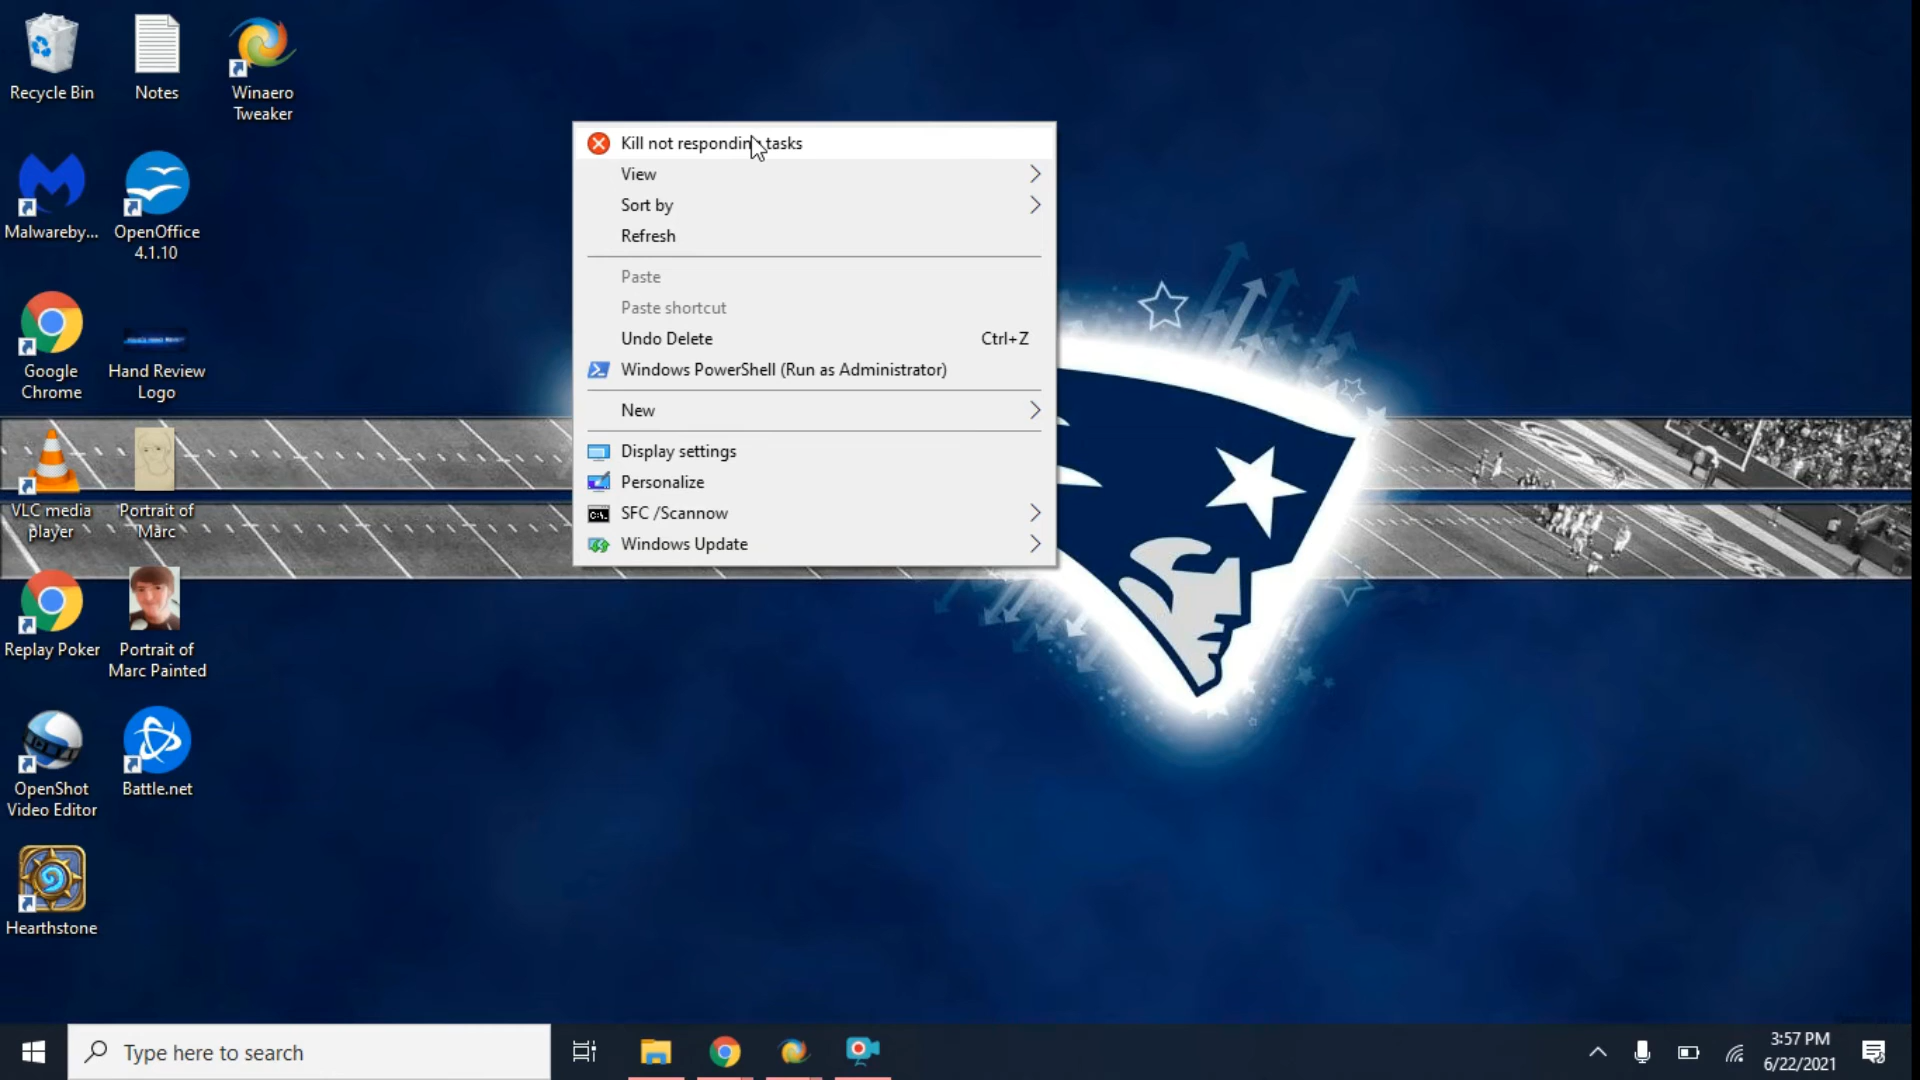 Recycle Bin
Notes
Winaero
Tweaker
Malwareby...
OpenOffice
4.1.10
Google
Chrome
Hand Review
Logo
VLC media
player
Portrait of
Marc
Replay Poker
Portrait of
Marc Painted
OpenShot
Video Editor
Battle.net
Hearthstone
Kill not responding tasks
View
Sort by
Refresh
Paste
Paste shortcut
Undo Delete Ctrl+Z
Windows PowerShell (Run as Administrator)
New
Display settings
Personalize
SFC /Scannow
Windows Update
Type here to search
3:57 PM
6/22/2021